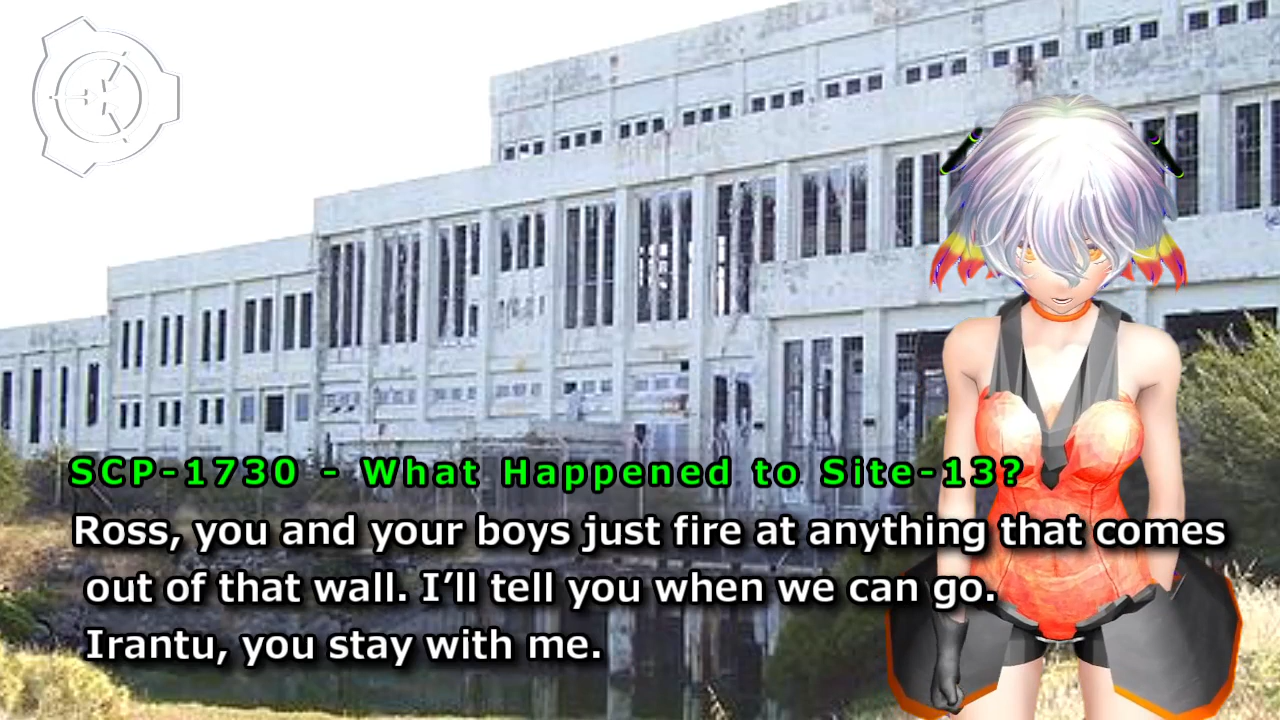 SCP-1730 - What Happened to Site-13?
Ross, you and your boys just fire at anything that comes
out of that wall. I’ll tell you when we can go.
Irantu, you stay with me.